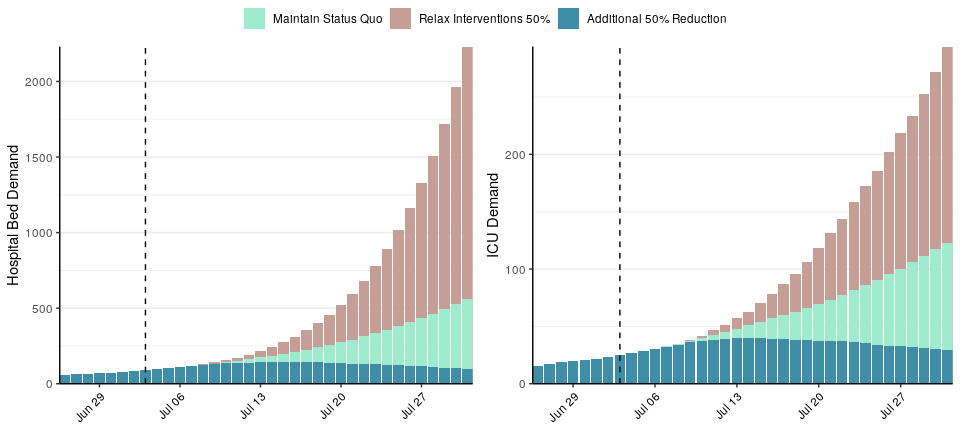 Maintain Status Quo
Relax Interventions 50%
Additional 50% Reduction
Hospital Bed Demand
2000
1500
1000
500
0
Jun 29
Jul 06
Jul 13
Jul 20
Jul 27
ICU Demand
200
100
0
Jun 29
Jul 06
Jul 13
Jul 20
Jul 27